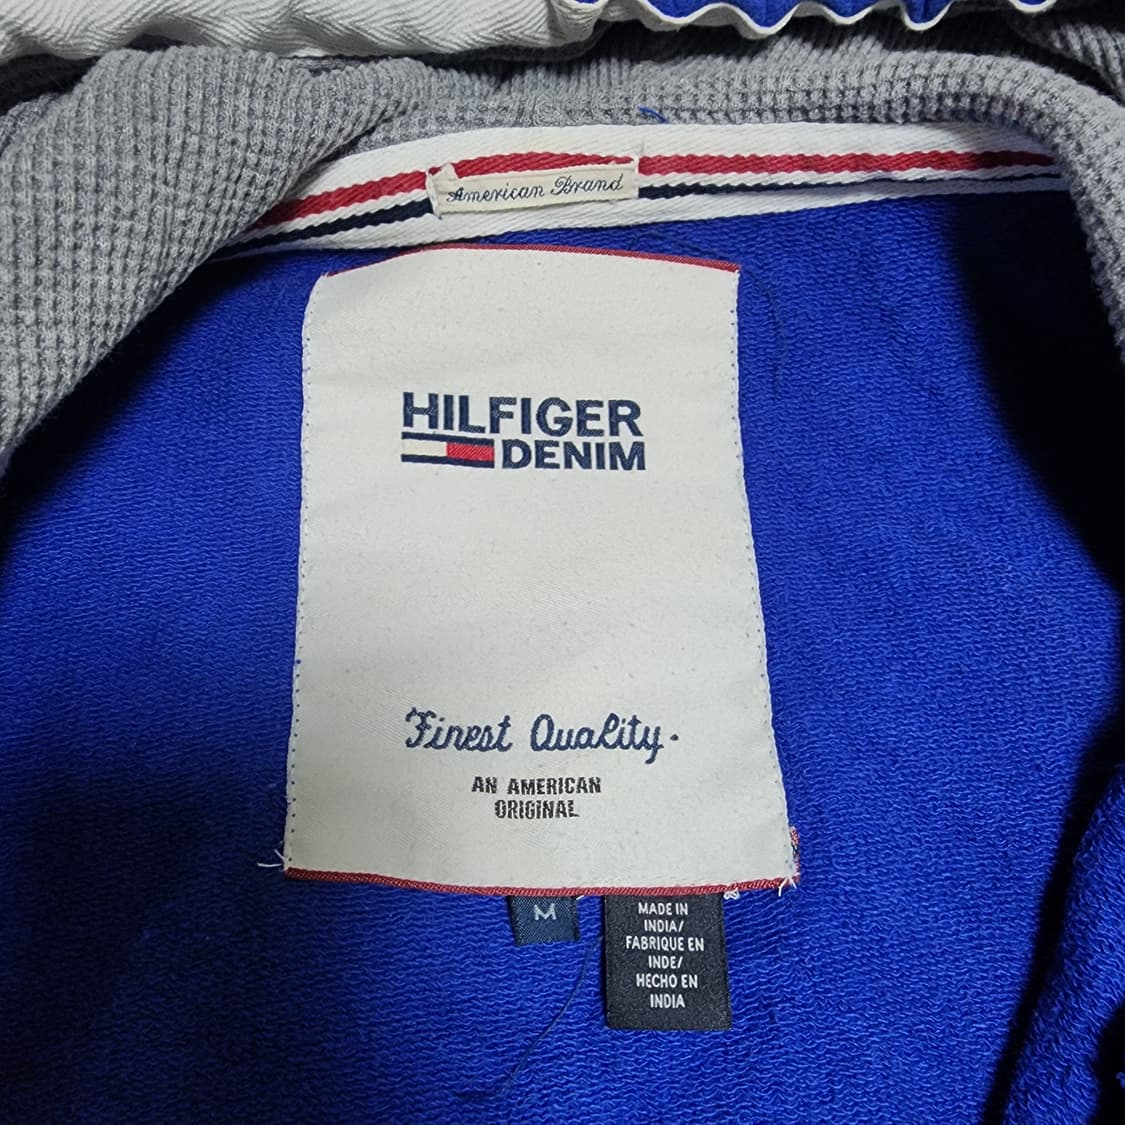 American Brand
HILFIGER
DENIM
Finest Quality.
AN AMERICAN
ORIGINAL
M
MADE IN
INDIA/
FABRIQUE EN
INDE/
HECHO EN
INDIA